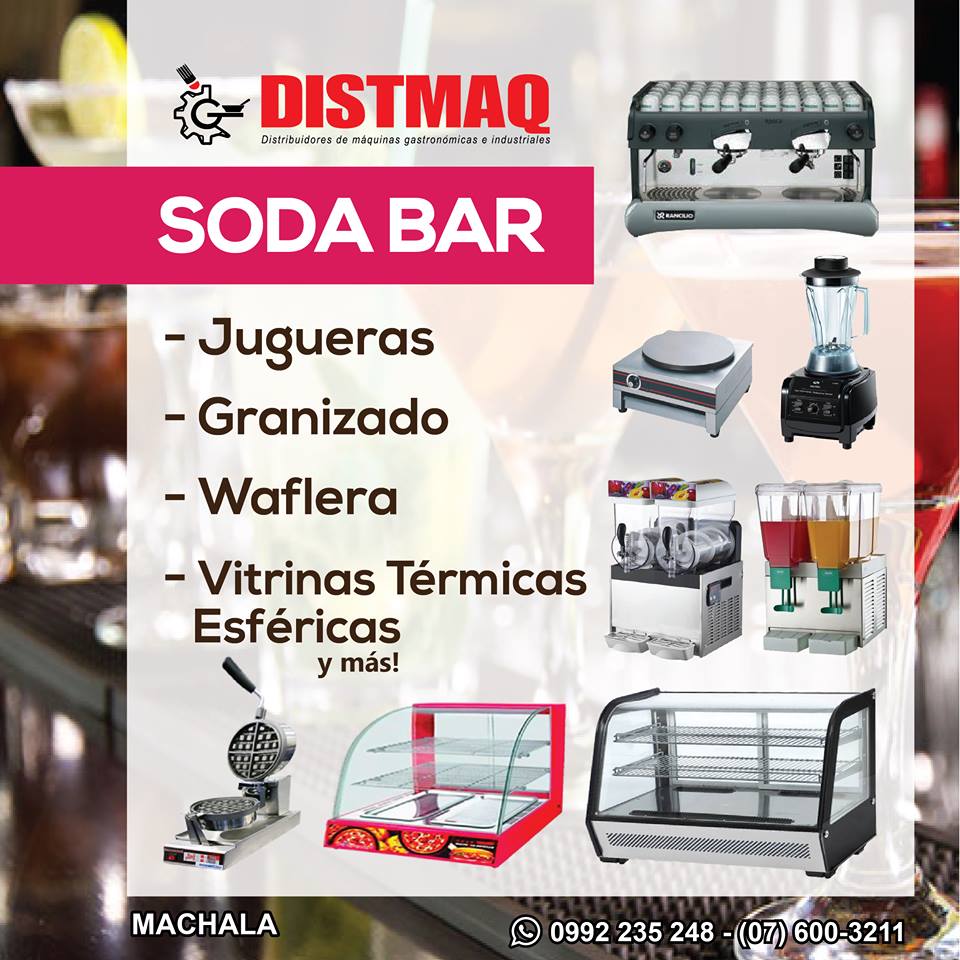 DISTMAQ
Distribuidores de máquinas gastronómicas e industriales
SODA BAR
- Jugueras
- Granizado
- Waflera
- Vitrinas Térmicas
Esféricas
y más!
RANCILIO
MACHALA
0992 235 248 - (07) 600-3211